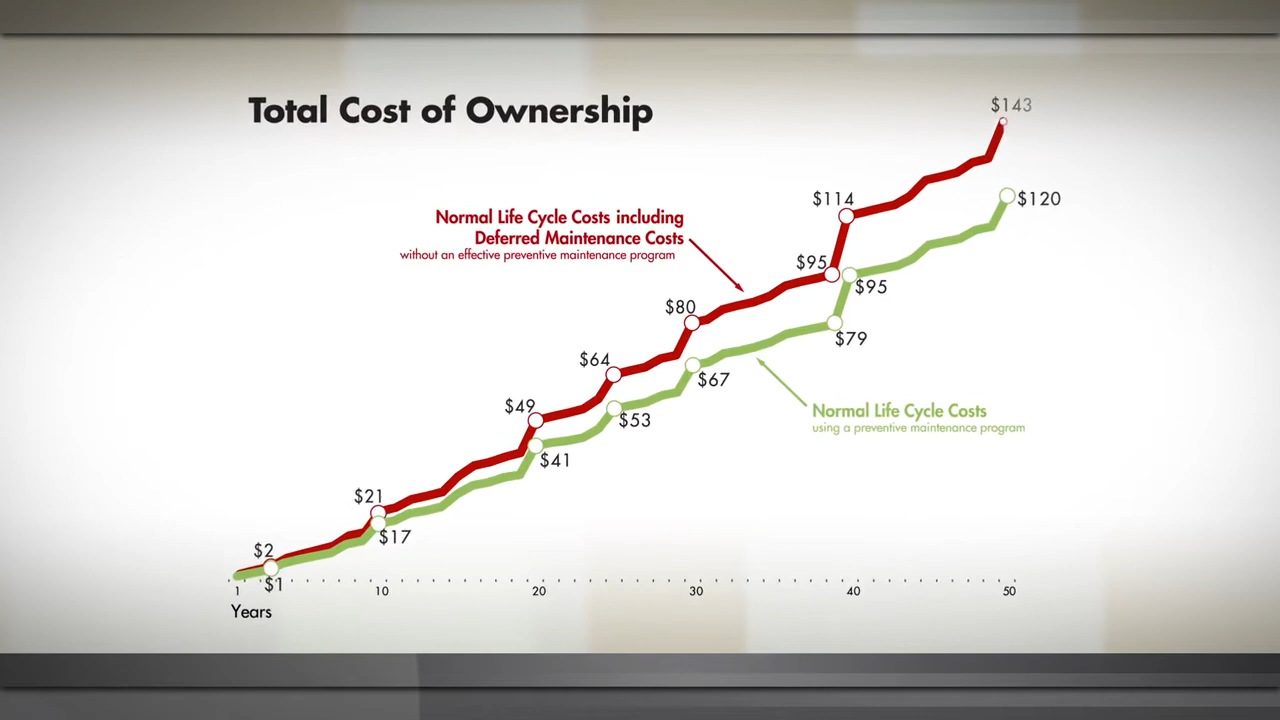 Total Cost of Ownership
$143
$114
$120
Normal Life Cycle Costs including
Deferred Maintenance Costs
without an effective preventive maintenance program
$95
$95
$80
$79
$64
$67
$49
$53
Normal Life Cycle Costs
using a preventive maintenance program
$41
$21
$17
$2
$1
1 10 20 30 40 50
Years